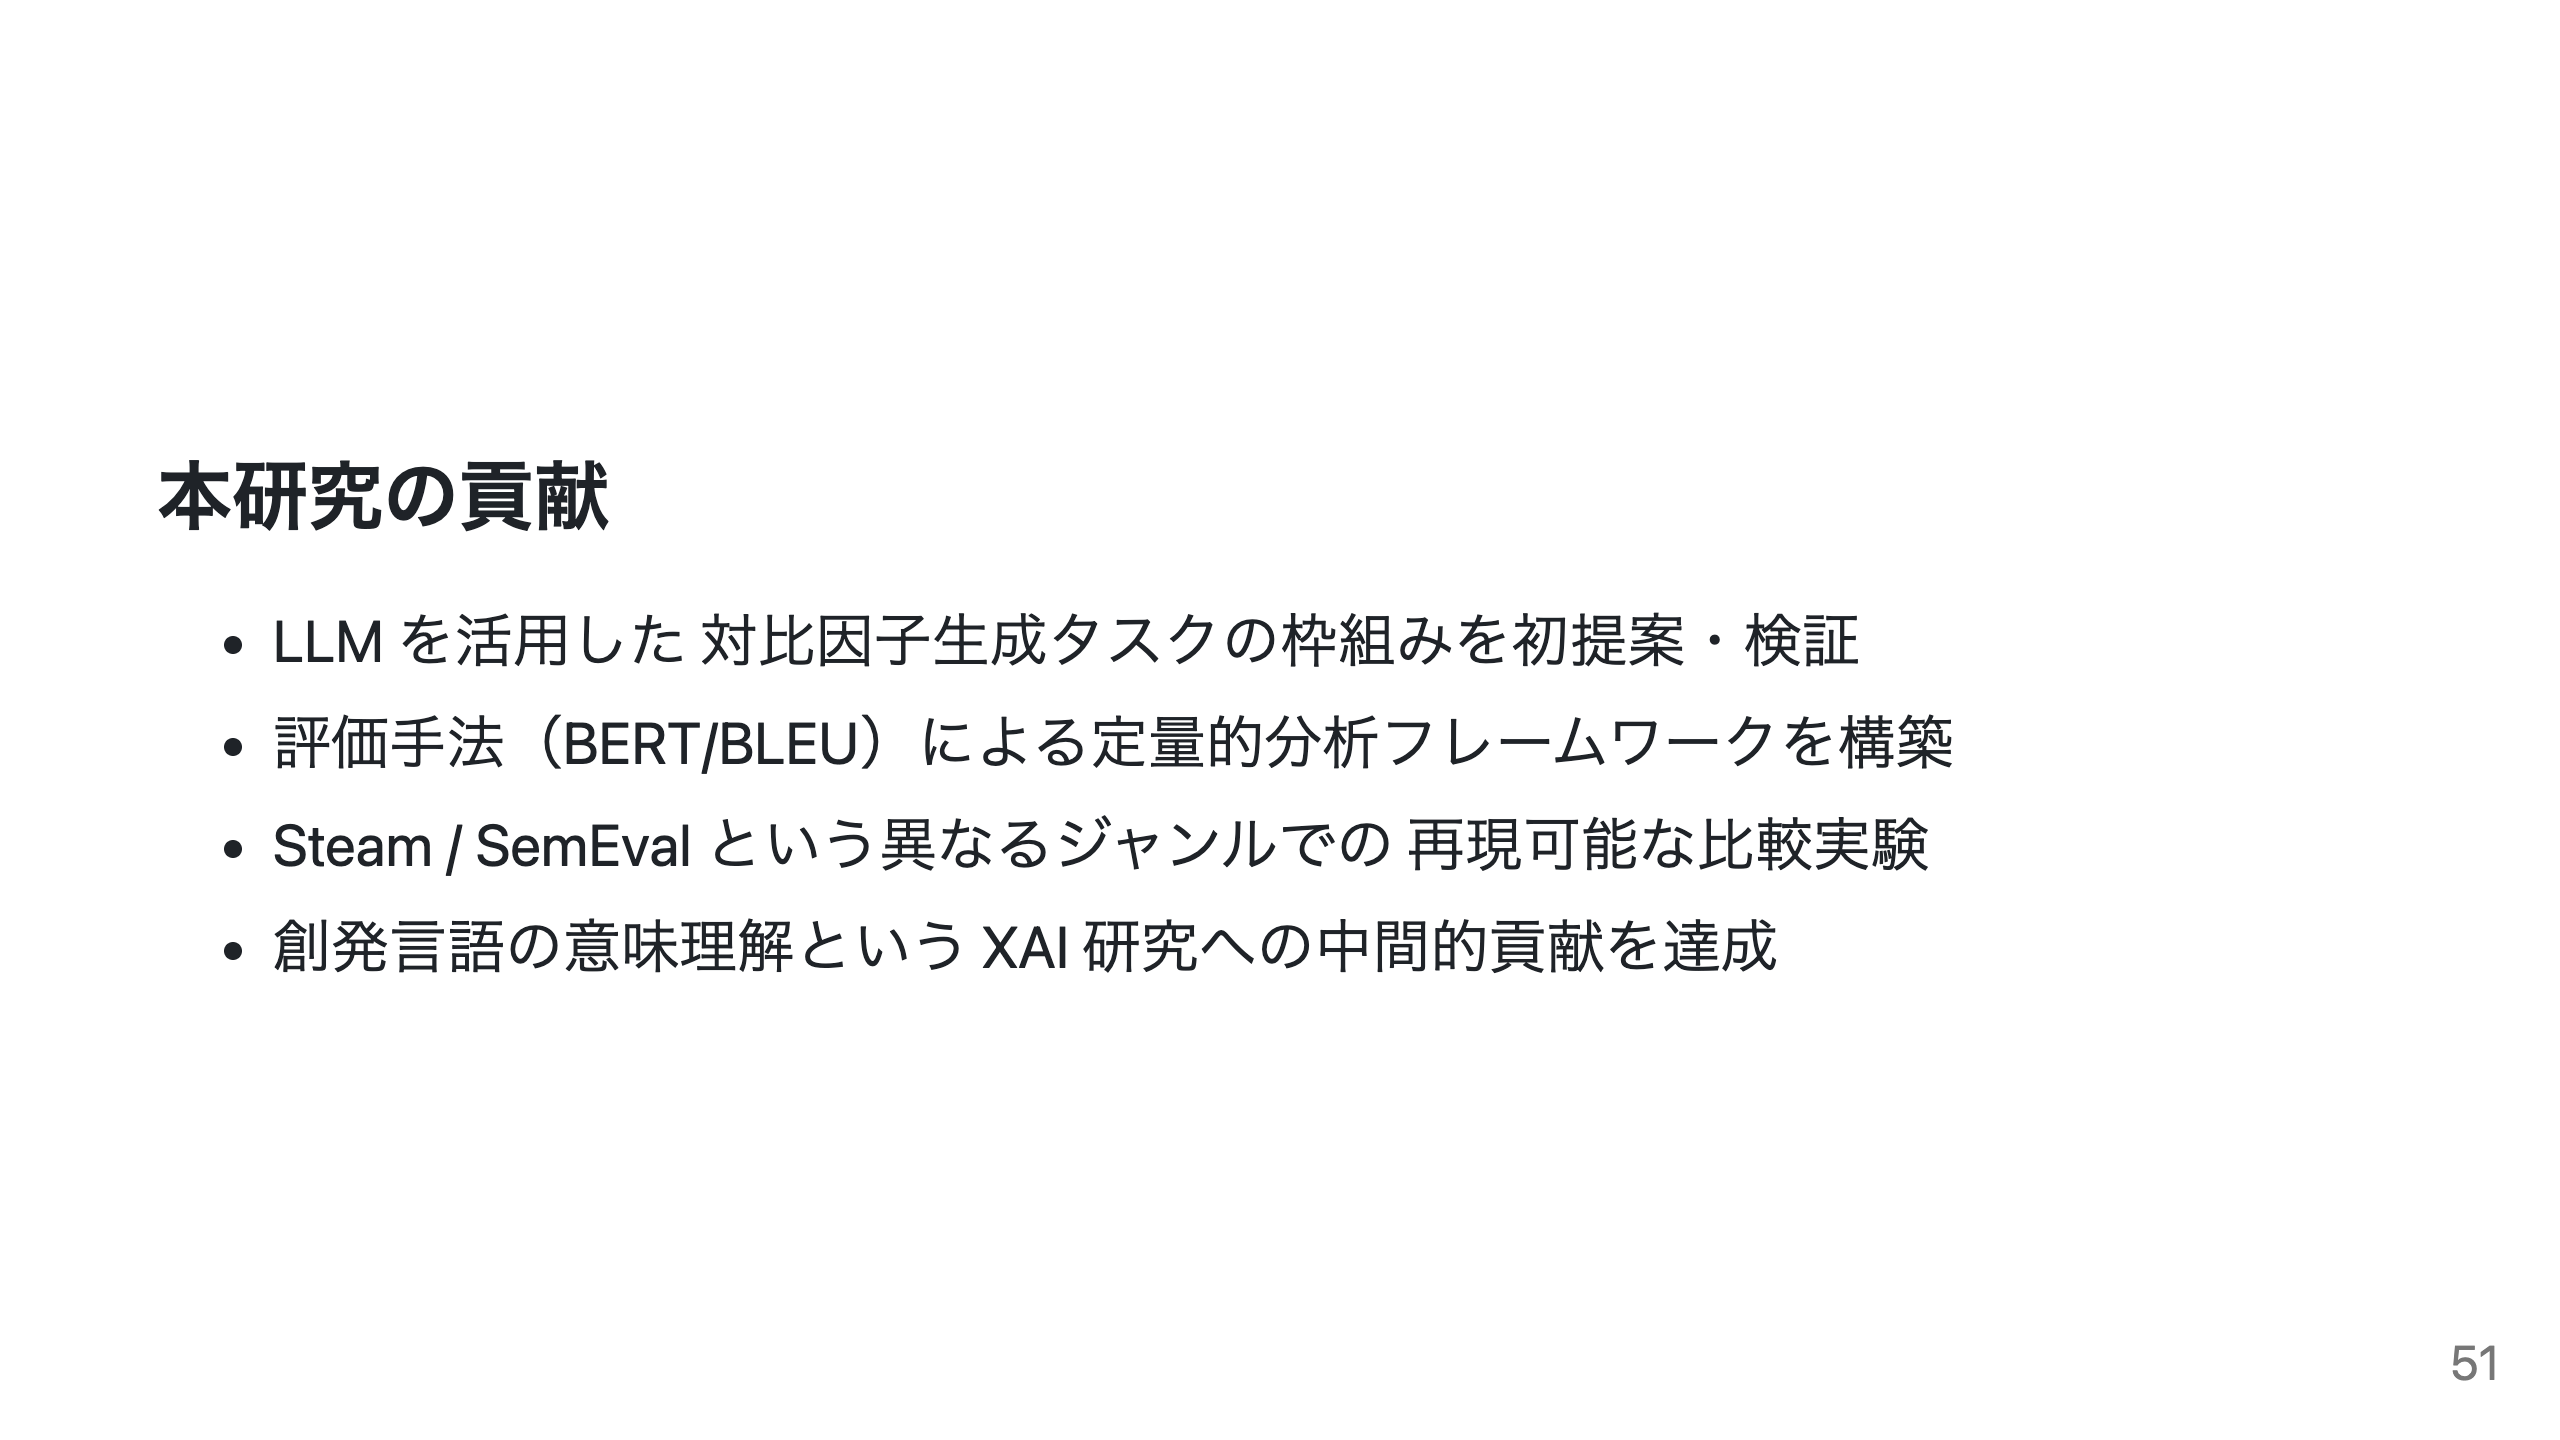 本研究の貢献
• LLM を活用した 対比因子生成タスクの枠組みを初提案・検証
• 評価手法（BERT/BLEU）による定量的分析フレームワークを構築
• Steam / SemEval という異なるジャンルでの 再現可能な比較実験
• 創発言語の意味理解という XAI 研究への中間的貢献を達成
51